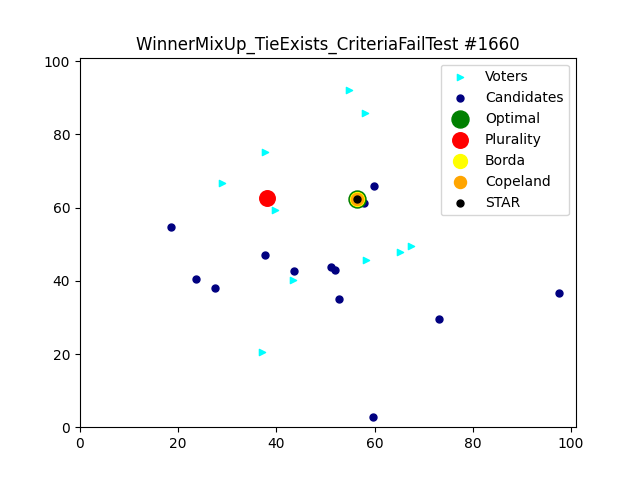 WinnerMixUp_TieExists_CriteriaFailTest #1660
100
80
60
40
20
0
0
20
40
60
80
100
Voters
Candidates
Optimal
Plurality
Borda
Copeland
STAR